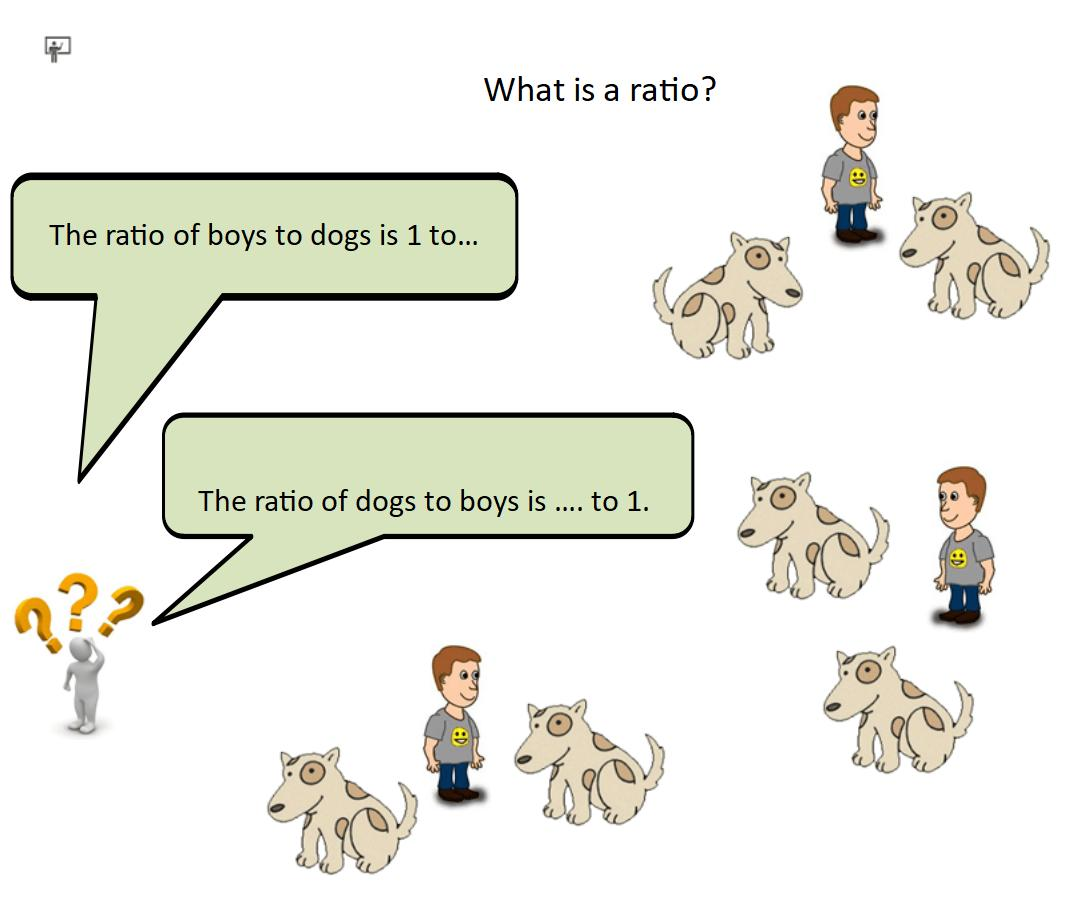 What is a ratio?
The ratio of boys to dogs is 1 to...
The ratio of dogs to boys is .... to 1.